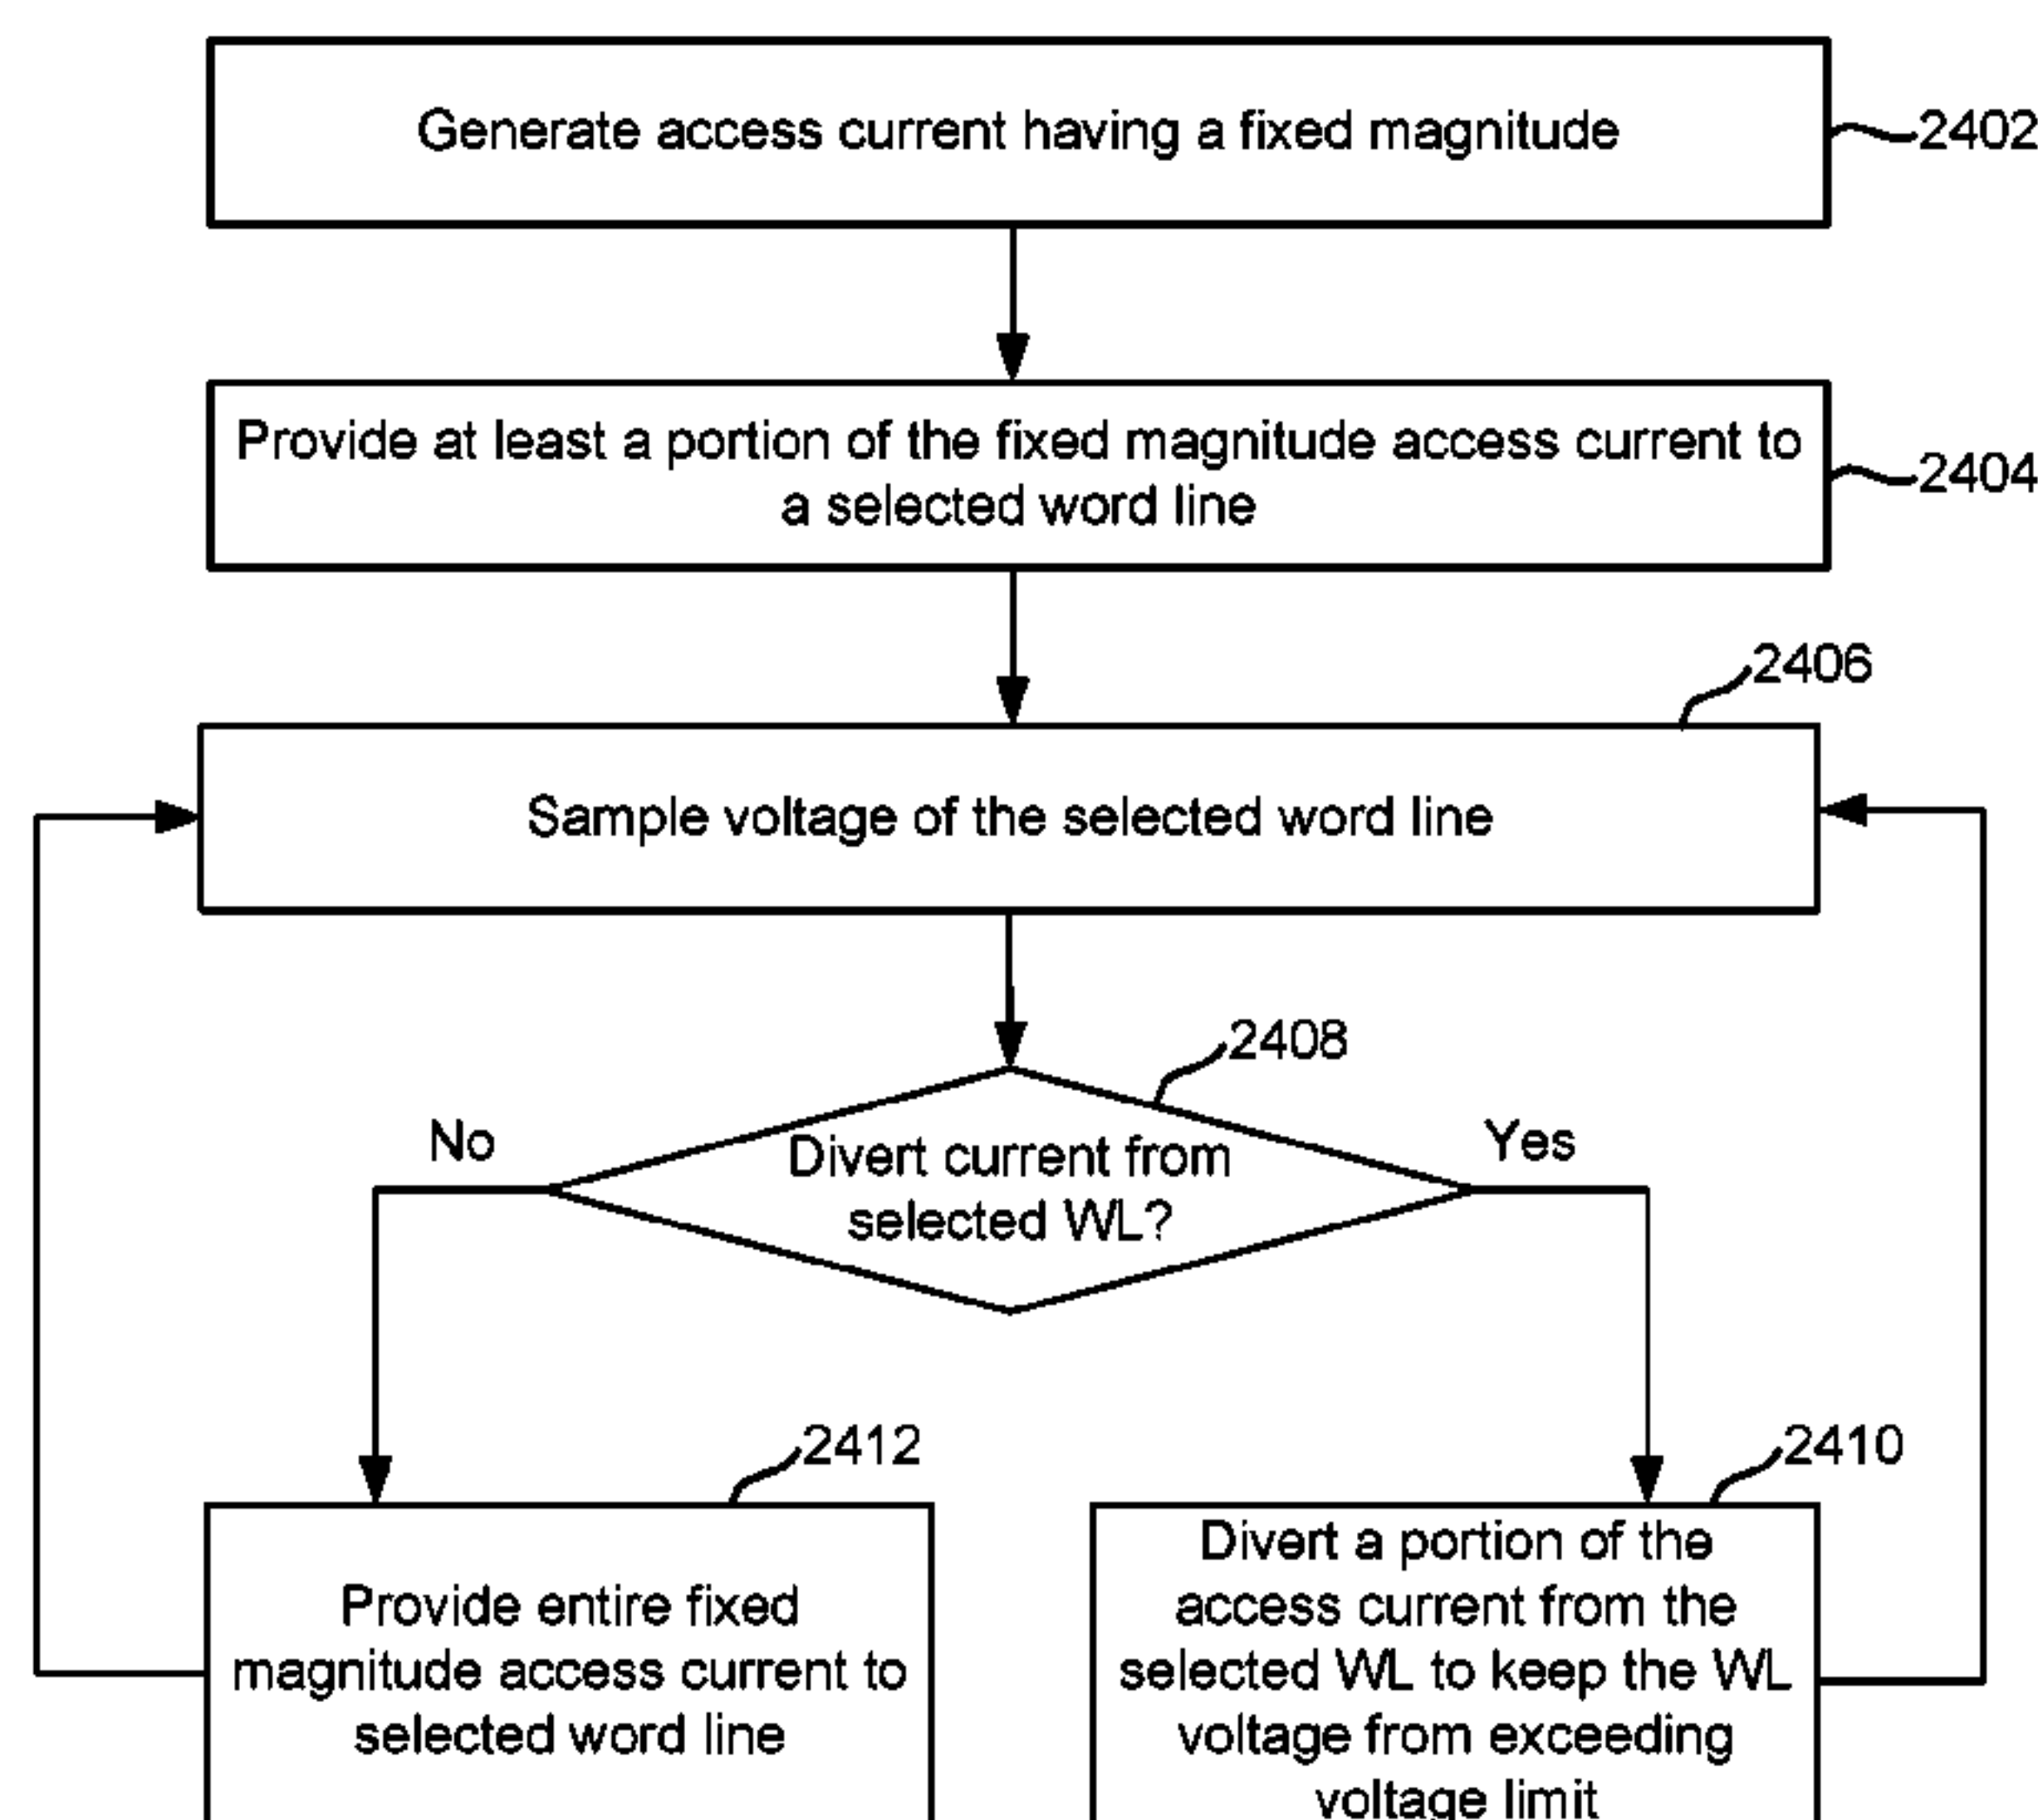 Generate access current having a fixed magnitude
2402
Provide at least a portion of the fixed magnitude access current to
a selected word line
2404
2406
Sample voltage of the selected word line
2408
No
Divert current from
selected WL?
Yes
2412
Provide entire fixed
magnitude access current to
selected word line
2410
Divert a portion of the
access current from the
selected WL to keep the WL
voltage from exceeding
voltage limit